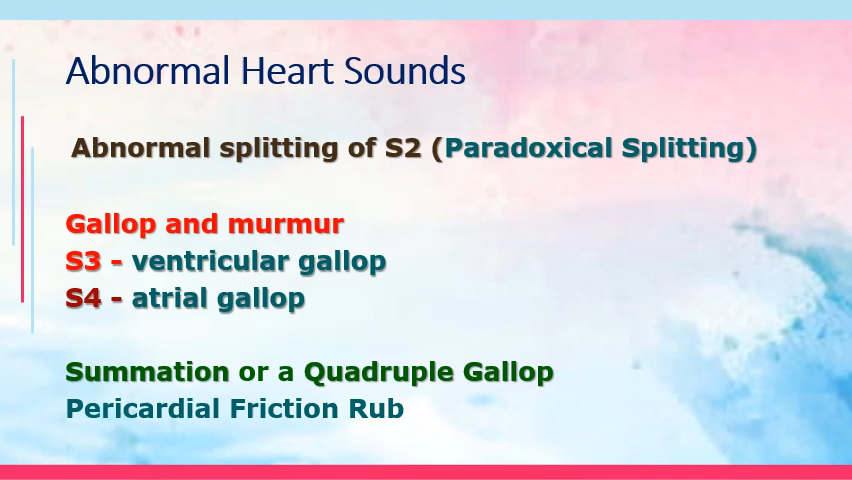 Abnormal Heart Sounds
Abnormal splitting of S2 (Paradoxical Splitting)
Gallop and murmur
S3 - ventricular gallop
S4 - atrial gallop
Summation or a Quadruple Gallop
Pericardial Friction Rub